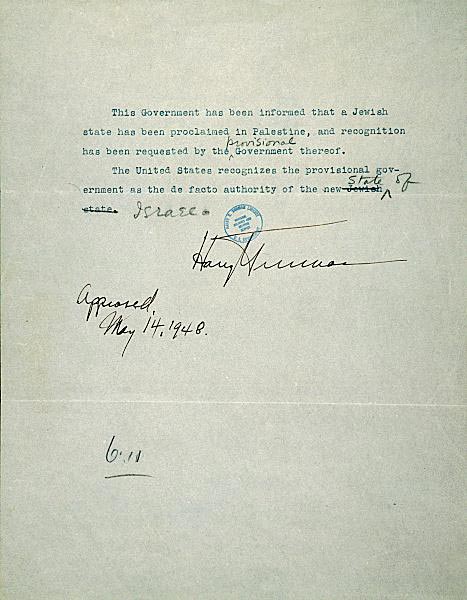 This Government has been informed that a Jewish
state has been proclaimed in Palestine, and recognition
provisional
has been requested by the Government thereof.
The United States recognizes the provisional gov-
State of
ernment as the de facto authority of the new Jewish
state. Israel.
Harry Truman
Approved,
May 14, 1948.
6:11